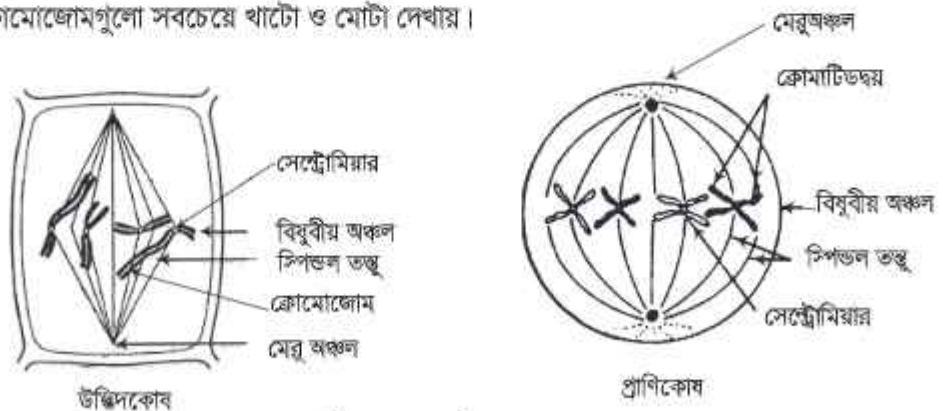 ক্রোমোজোমগুলো সবচেয়ে খাটো ও মোটা দেখায়।
মেরুঅঞ্চল
ক্রোমাটিডদ্বয়
সেন্ট্রোমিয়ার
বিষুবীয় অঞ্চল
স্পিন্ডল তন্তু
ক্রোমোজোম
মেরু অঞ্চল
উদ্ভিদকোষ
বিষুবীয় অঞ্চল
স্পিন্ডল তন্তু
সেন্ট্রোমিয়ার
প্রাণিকোষ